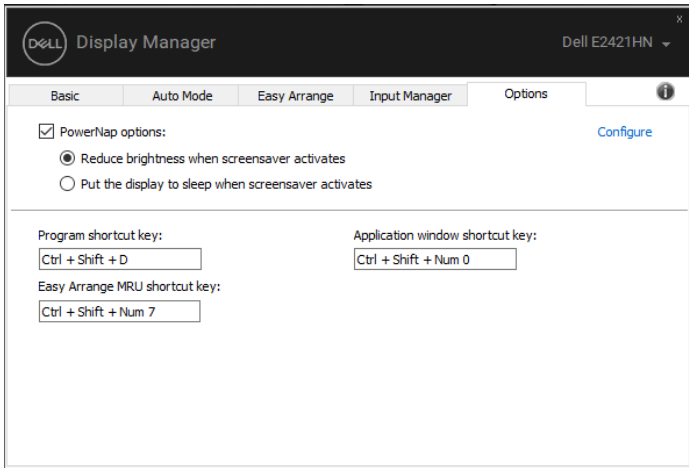 x
DELL Display Manager
Dell E2421HN
Basic Auto Mode Easy Arrange Input Manager Options i
PowerNap options: Configure
Reduce brightness when screensaver activates
Put the display to sleep when screensaver activates
Program shortcut key: Application window shortcut key:
Ctrl + Shift + D Ctrl + Shift + Num 0
Easy Arrange MRU shortcut key:
Ctrl + Shift + Num 7